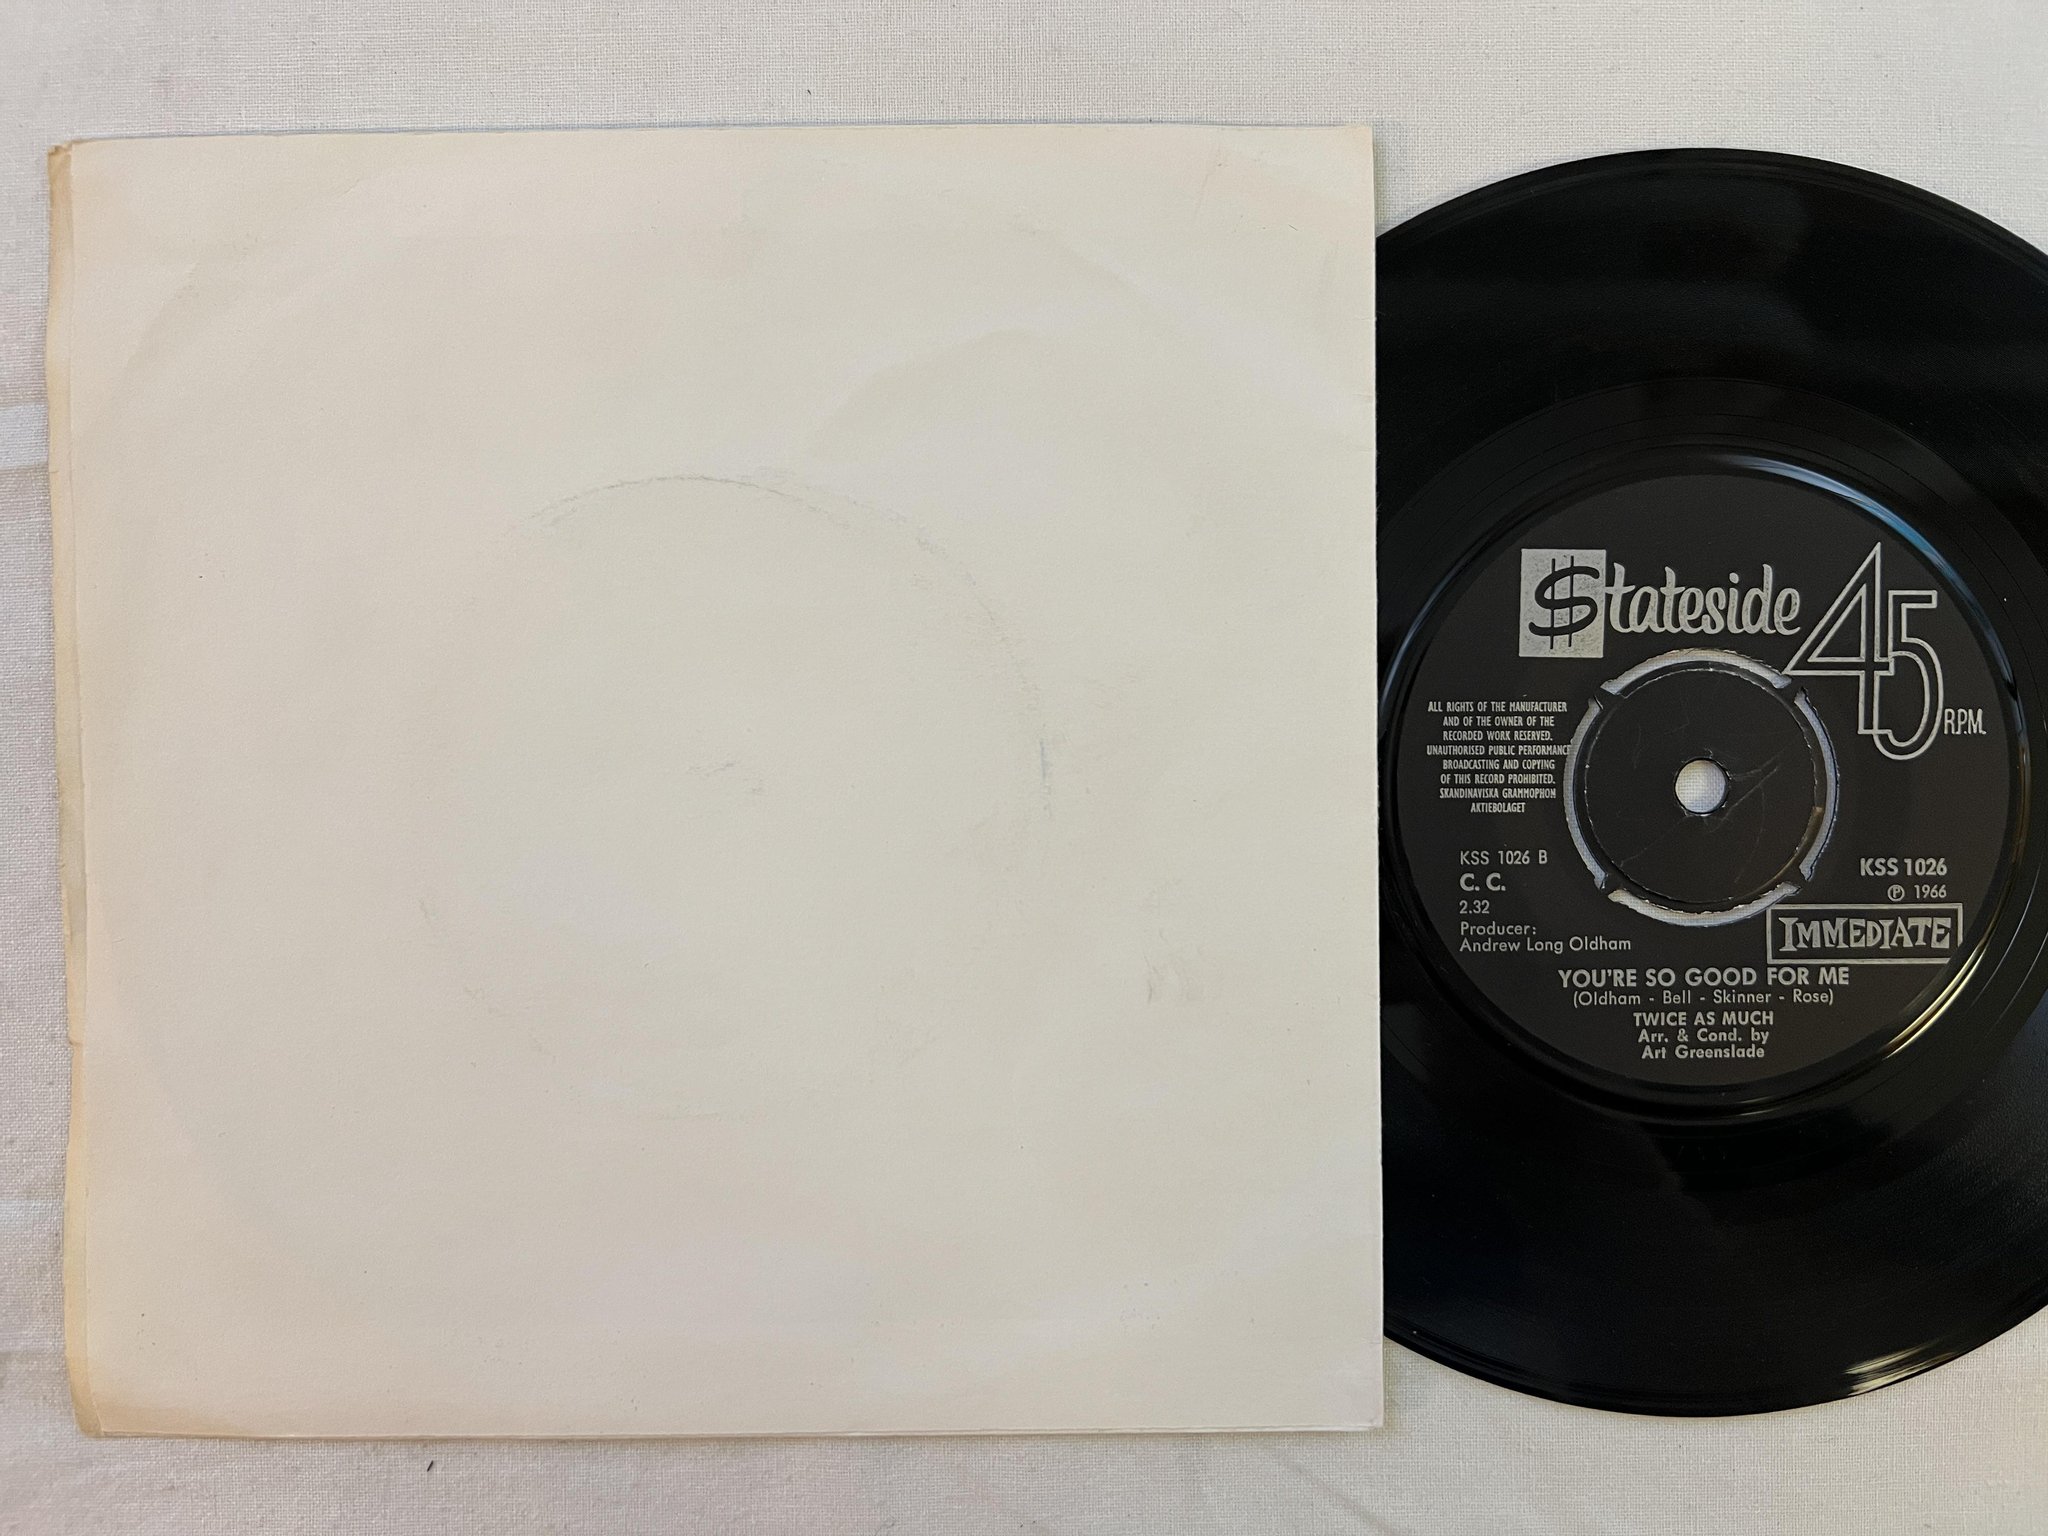 $tateside 45
R.P.M.
ALL RIGHTS OF THE MANUFACTURER
AND OF THE OWNER OF THE
RECORDED WORK RESERVED.
UNAUTHORISED PUBLIC PERFORMANCE
BROADCASTING AND COPYING
OF THIS RECORD PROHIBITED.
SKANDINAVISKA GRAMMOPHON
AKTIEBOLAGET
KSS 1026 B
C. C.
2.32
Producer:
Andrew Long Oldham
KSS 1026
℗ 1966
IMMEDIATE
YOU'RE SO GOOD FOR ME
(Oldham - Bell - Skinner - Rose)
TWICE AS MUCH
Arr. & Cond. by
Art Greenslade